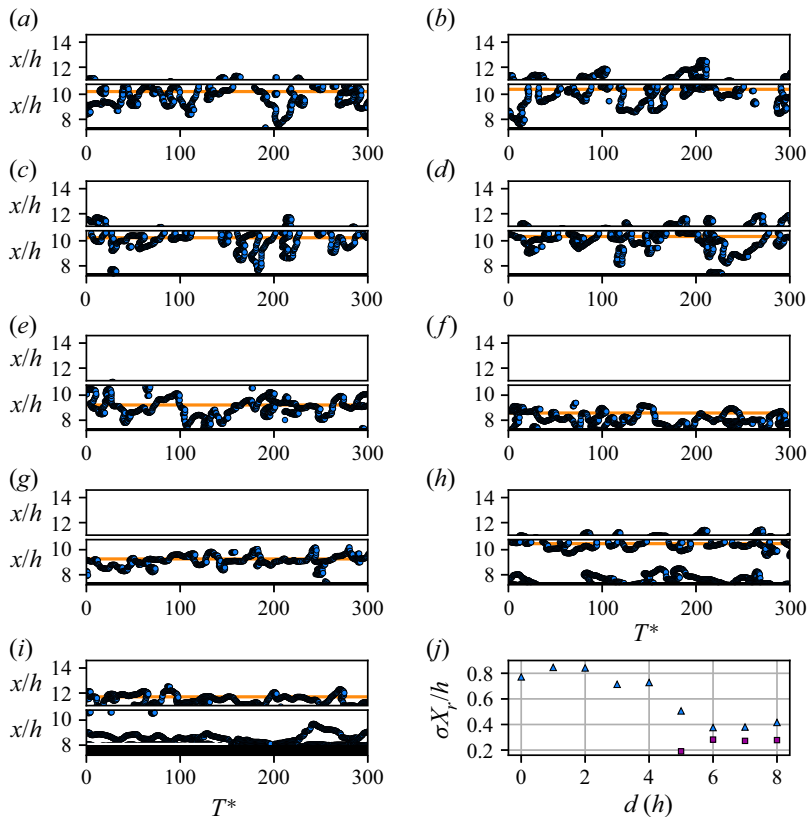 (a) (b)
14 14
x/h 12 12
x/h 10 10
8 8
0 100 200 300 0 100 200 300
(c) (d)
14 14
x/h 12 x/h 12
x/h 10 x/h 10
8 8
0 100 200 300 0 100 200 300
(e) (f)
14 14
x/h 12 x/h 12
x/h 10 x/h 10
8 8
0 100 200 300 0 100 200 300
(g) (h)
14 14
x/h 12 x/h 12
x/h 10 x/h 10
8 8
0 100 200 300 0 100 200 300
T*
(i) (j)
14 0.8
x/h 12 0.6
x/h 10 σX_r/h 0.4
8 0.2
0 100 200 300 0 2 4 6 8
T* d (h)